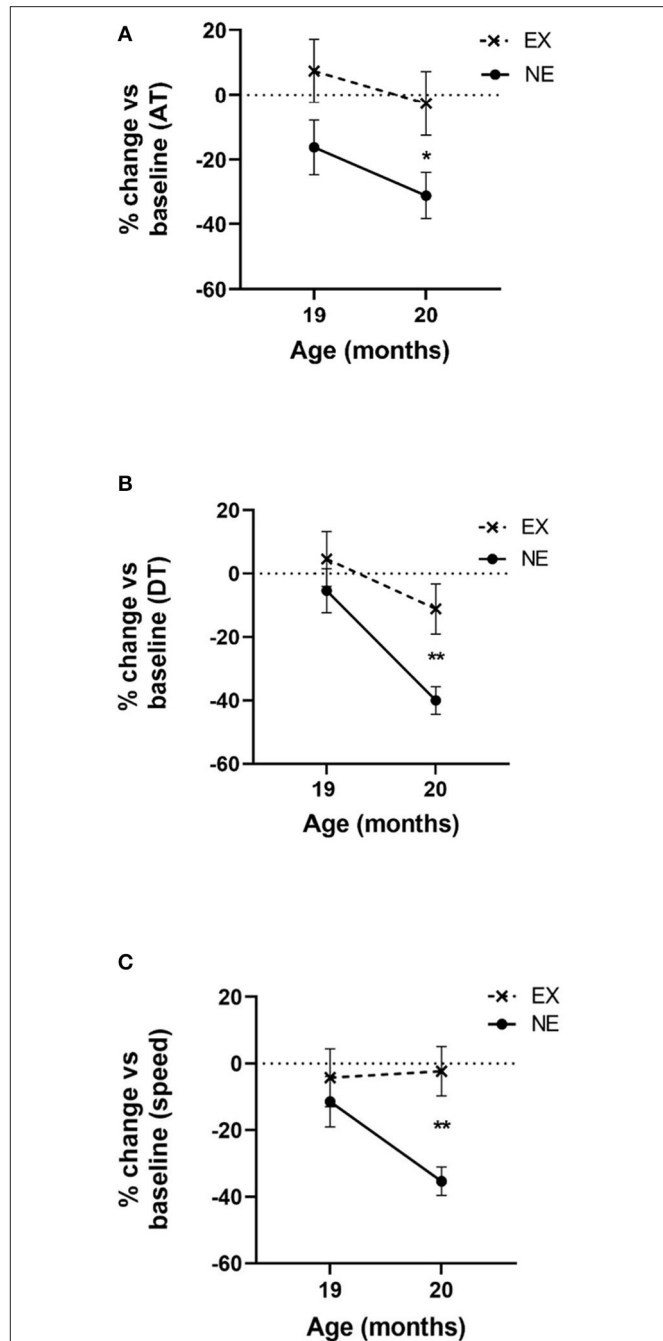 A
20
0
-20
-40
-60
% change vs
baseline (AT)
EX
NE
*
19
20
Age (months)
B
20
0
-20
-40
-60
% change vs
baseline (DT)
EX
NE
**
19
20
Age (months)
C
20
0
-20
-40
-60
% change vs
baseline (speed)
EX
NE
**
19
20
Age (months)